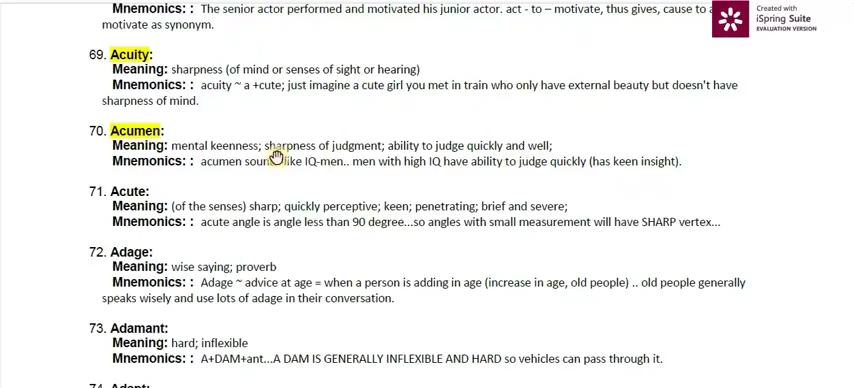 Mnemonics: : The senior actor performed and motivated his junior actor. act - to – motivate, thus gives, cause to
motivate as synonym.
Created with
iSpring Suite
EVALUATION VERSION
69. Acuity:
Meaning: sharpness (of mind or senses of sight or hearing)
Mnemonics: : acuity ~ a +cute; just imagine a cute girl you met in train who only have external beauty but doesn't have
sharpness of mind.
70. Acumen:
Meaning: mental keenness; sharpness of judgment; ability to judge quickly and well;
Mnemonics: : acumen sound like IQ-men.. men with high IQ have ability to judge quickly (has keen insight).
71. Acute:
Meaning: (of the senses) sharp; quickly perceptive; keen; penetrating; brief and severe;
Mnemonics: : acute angle is angle less than 90 degree...so angles with small measurement will have SHARP vertex...
72. Adage:
Meaning: wise saying; proverb
Mnemonics: : Adage ~ advice at age = when a person is adding in age (increase in age, old people) .. old people generally
speaks wisely and use lots of adage in their conversation.
73. Adamant:
Meaning: hard; inflexible
Mnemonics: : A+DAM+ant...A DAM IS GENERALLY INFLEXIBLE AND HARD so vehicles can pass through it.